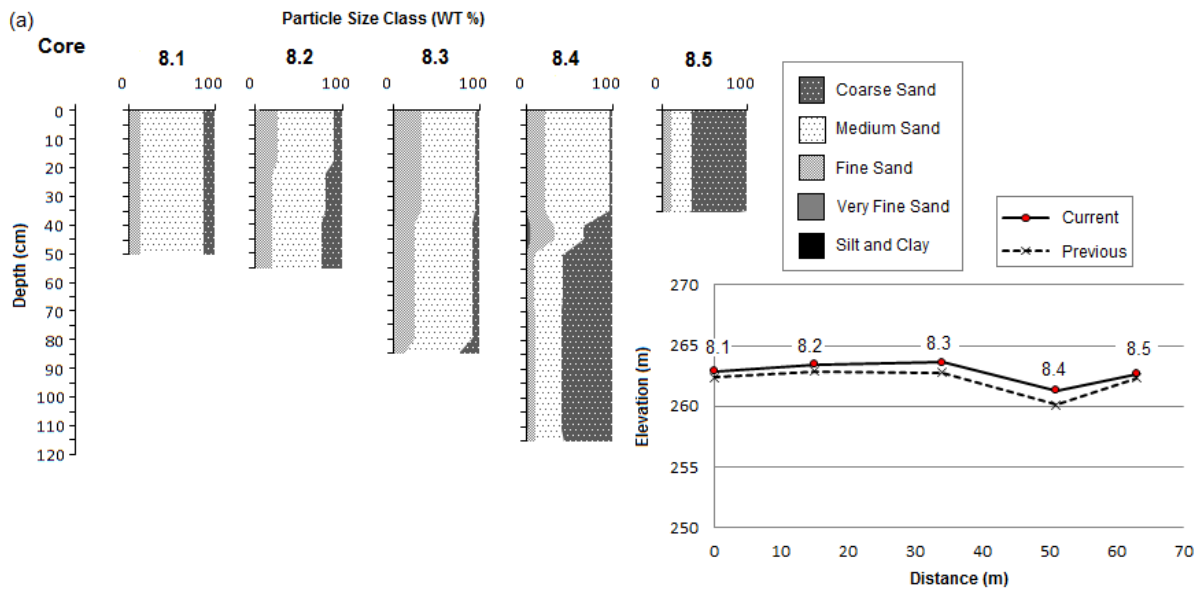 (a)
Particle Size Class (WT %)
Core
8.1 8.2 8.3 8.4 8.5
0 100 0 100 0 100 0 100 0 100
Depth (cm)
0
10
20
30
40
50
60
70
80
90
100
110
120
Coarse Sand
Medium Sand
Fine Sand
Very Fine Sand
Silt and Clay
Current
Previous
Elevation (m)
270
265
260
255
250
8.1 8.2 8.3 8.4 8.5
0 10 20 30 40 50 60 70
Distance (m)